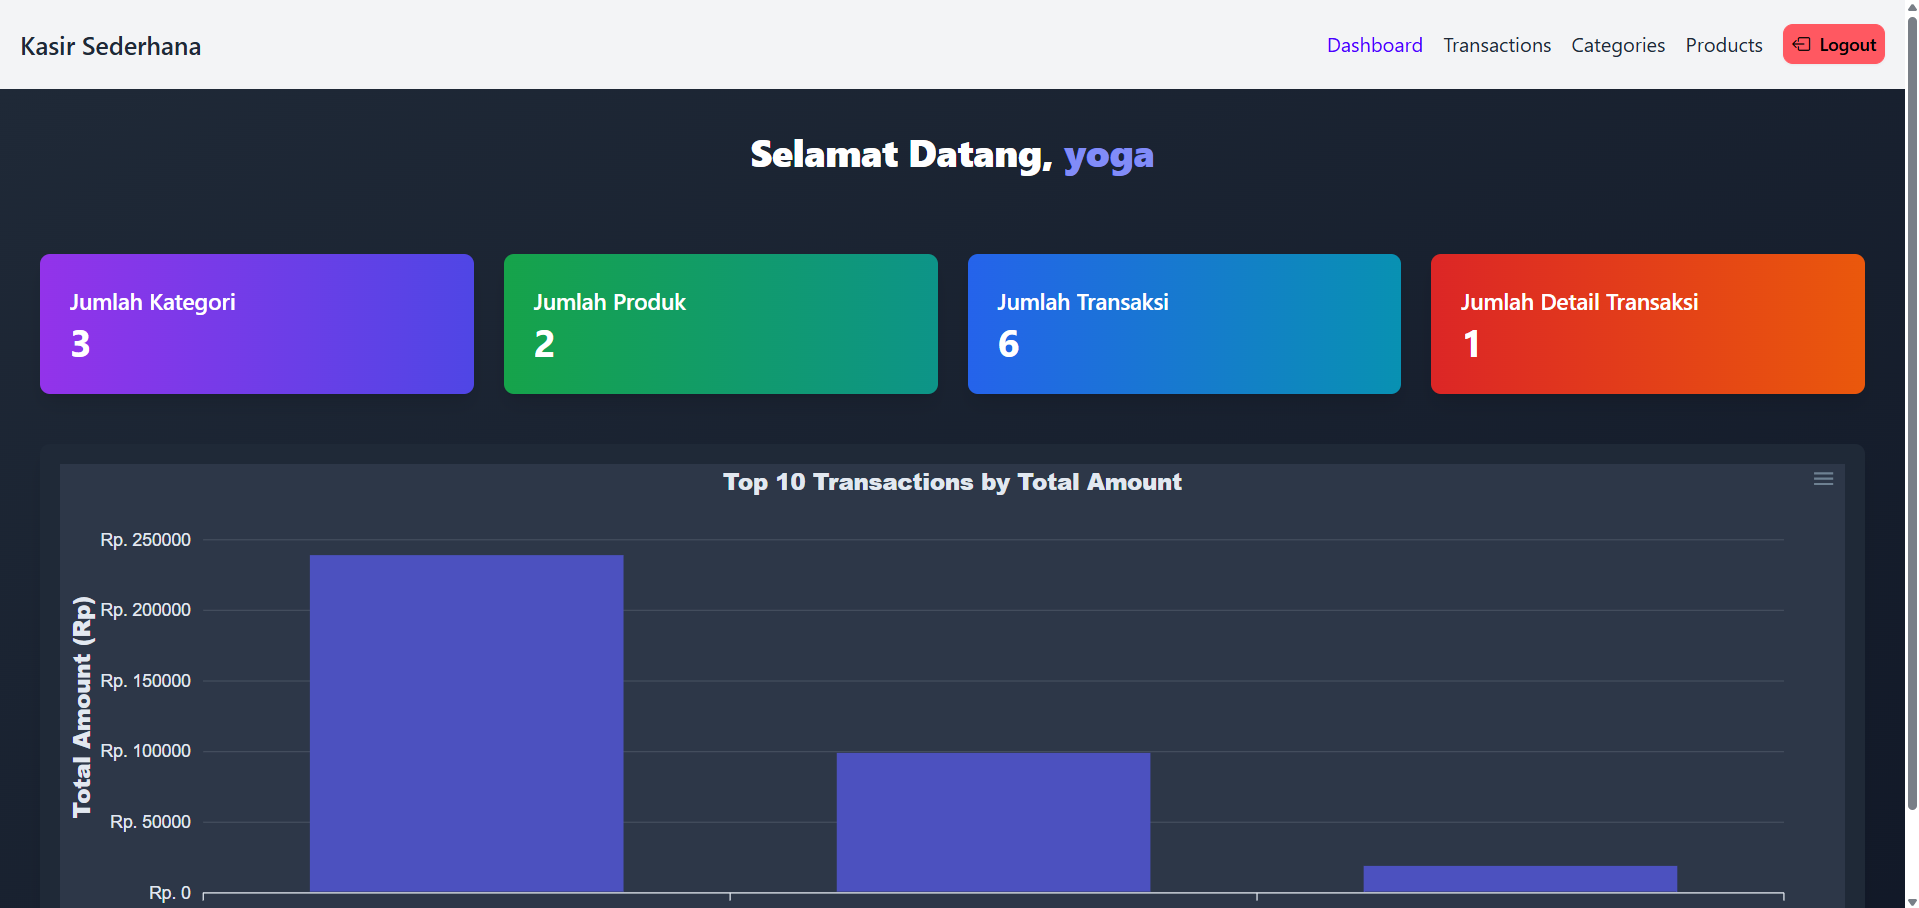 Kasir Sederhana
Dashboard Transactions Categories Products Logout
Selamat Datang, yoga
Jumlah Kategori
3
Jumlah Produk
2
Jumlah Transaksi
6
Jumlah Detail Transaksi
1
Top 10 Transactions by Total Amount
Total Amount (Rp)
Rp. 250000
Rp. 200000
Rp. 150000
Rp. 100000
Rp. 50000
Rp. 0